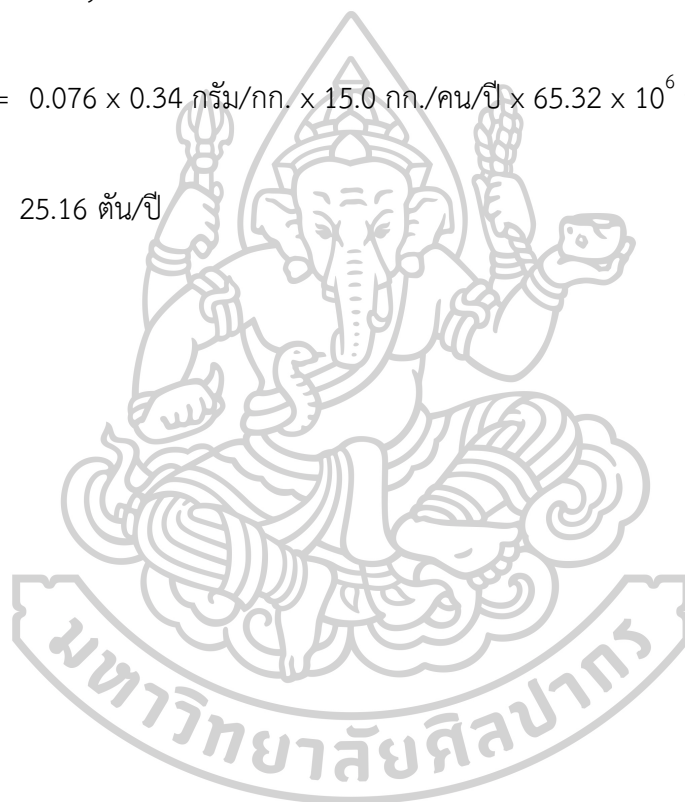 = 0.076 x 0.34 กรัม/กก. x 15.0 กก./คน/ปี x 65.32 x 10⁶
25.16 ตัน/ปี
มหาวิทยาลัยศิลปากร